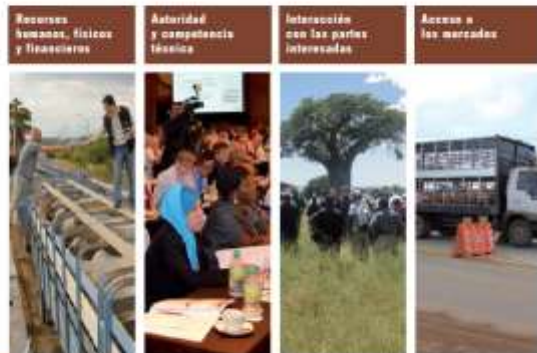 Recursos
humanos, físicos
y financieros
Autoridad
y competencia
técnica
Interacción
con las partes
interesadas
Acceso a
los mercados